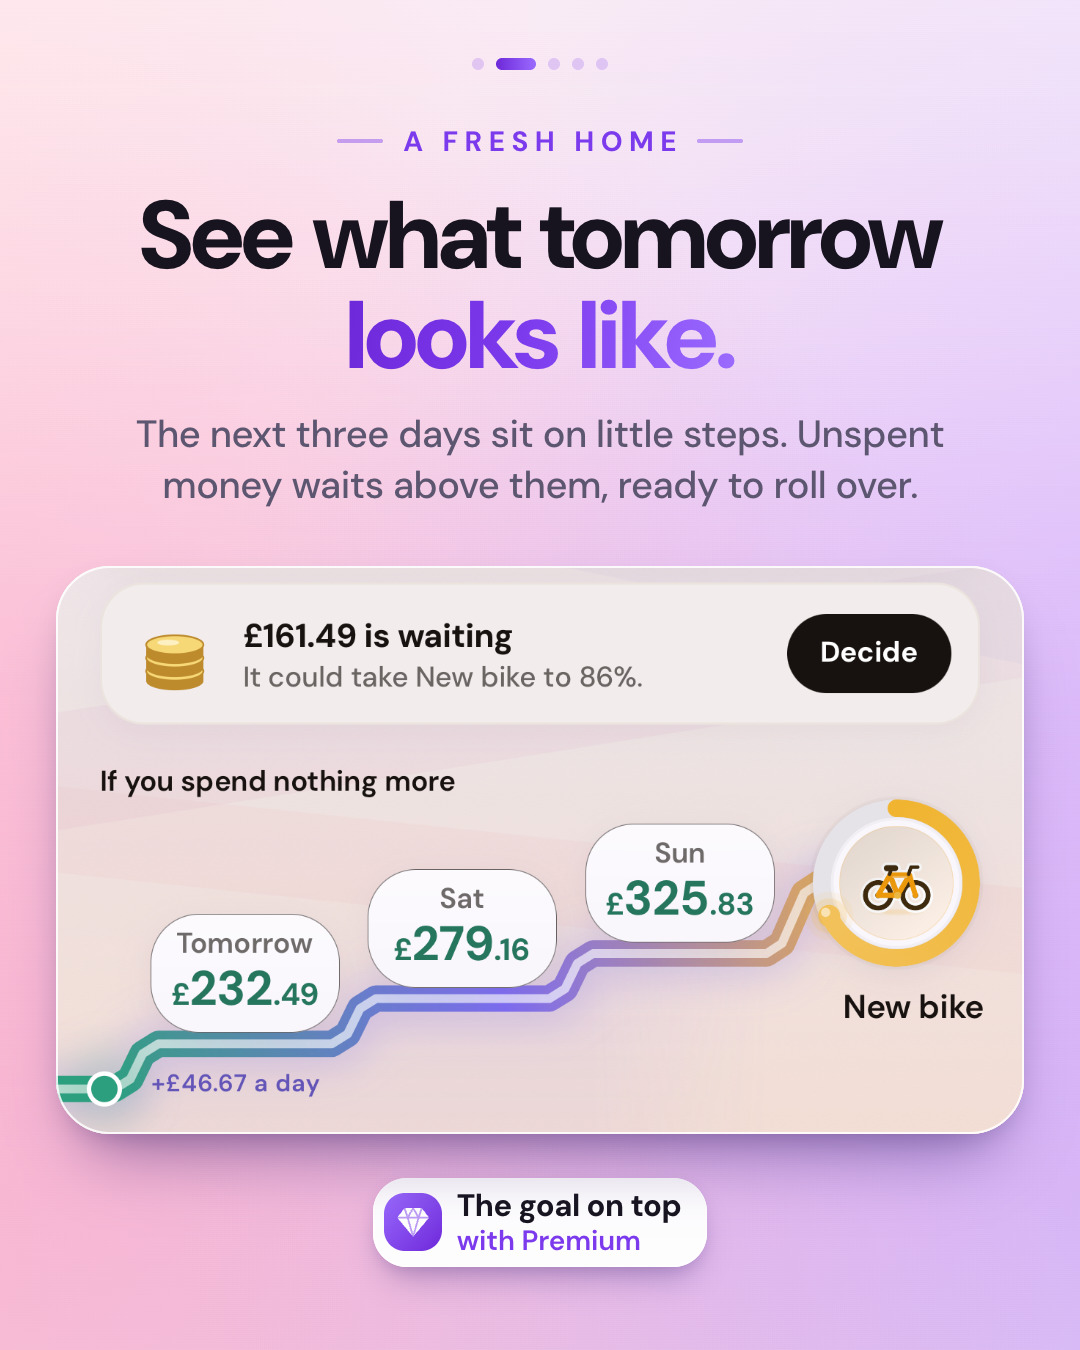 A FRESH HOME
See what tomorrow
looks like.
The next three days sit on little steps. Unspent
money waits above them, ready to roll over.
£161.49 is waiting
It could take New bike to 86%.
Decide
If you spend nothing more
Sun
£325.83
Sat
£279.16
Tomorrow
£232.49
New bike
+£46.67 a day
The goal on top
with Premium